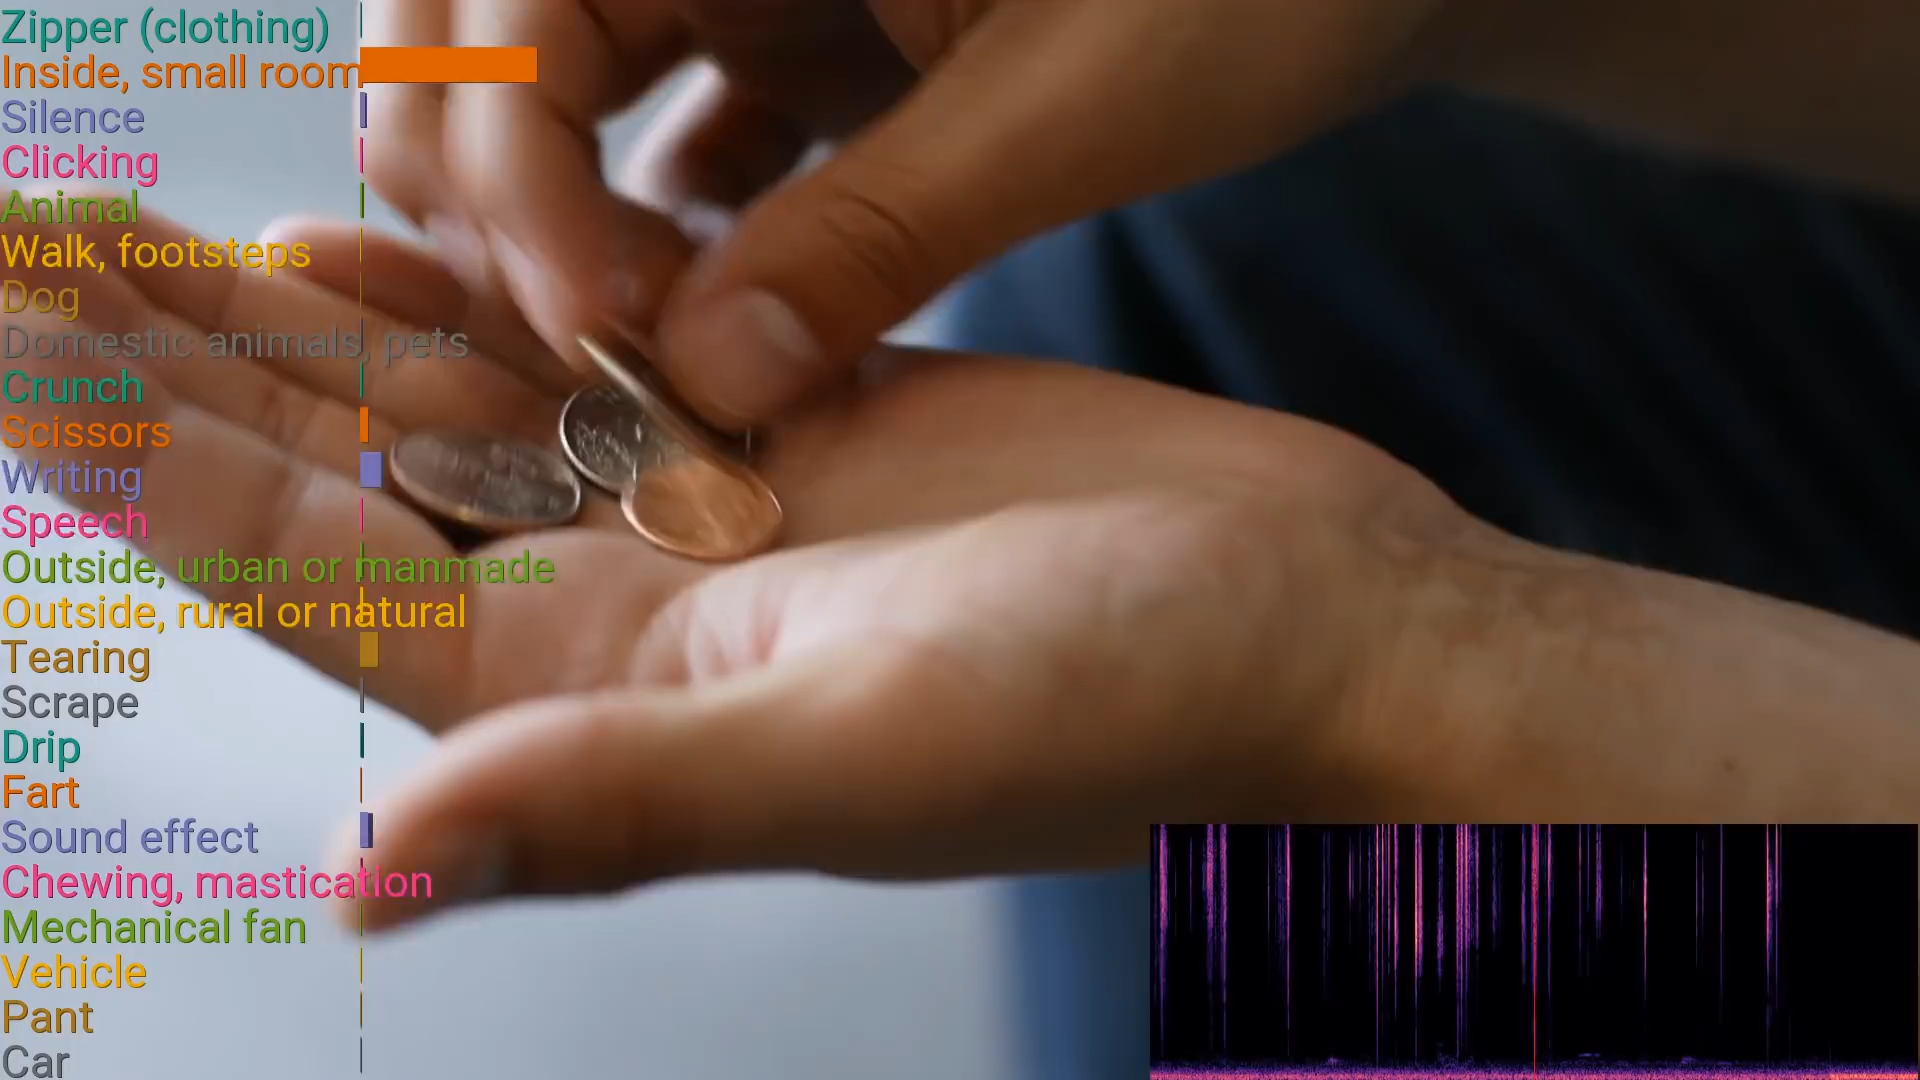 Zipper (clothing)
Inside, small room
Silence
Clicking
Animal
Walk, footsteps
Dog
Domestic animals, pets
Crunch
Scissors
Writing
Speech
Outside, urban or manmade
Outside, rural or natural
Tearing
Scrape
Drip
Fart
Sound effect
Chewing, mastication
Mechanical fan
Vehicle
Pant
Car